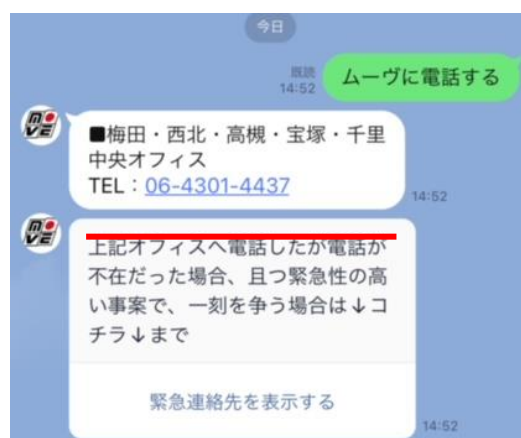 今日
既読
14:52
ムーヴに電話する
MOVE
■梅田・西北・高槻・宝塚・千里
中央オフィス
TEL：06-4301-4437
14:52
MOVE
上記オフィスへ電話したが電話が
不在だった場合、且つ緊急性の高
い事案で、一刻を争う場合は↓コ
チラ↓まで
緊急連絡先を表示する
14:52